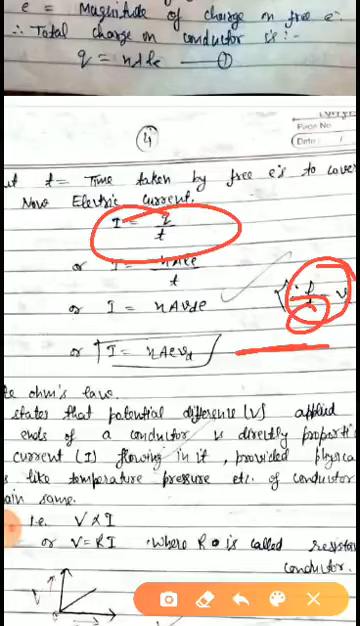 e = Magnitude of charge on free e⁻
∴ Total charge on conductor is :-
q = nAle — ①
④
Page No.
Date: / /
t = Time taken by free e⁻s to cover
Now Electric current,
I = q/t
or I = nAle/t
or I = nAvde
[∵ l/t = v
or I = nAevd
ohm's law.
states that potential difference (V) applied
ends of a conductor is directly proporti
current (I) flowing in it, provided physica
s like temperature pressure etc. of conductor
ain same.
i.e. V ∝ I
or V = RI where R is called resistan
conductor.
V